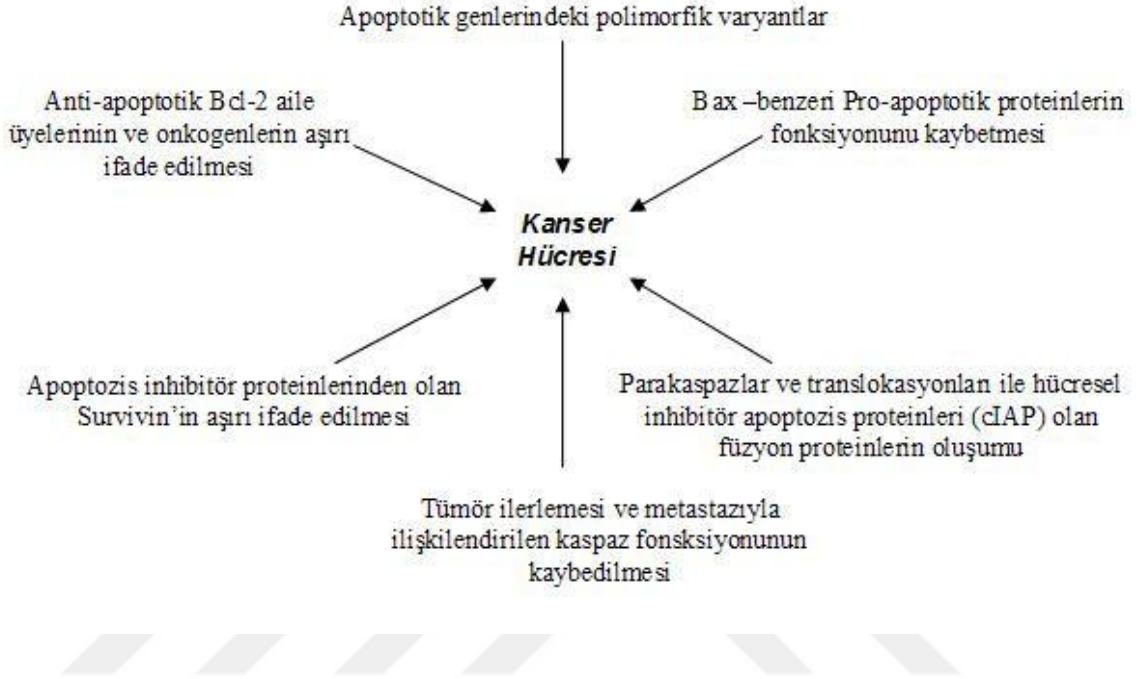 Apoptotik genlerindeki polimorfik varyantlar
Anti-apoptotik Bcl-2 aile
üyelerinin ve onkogenlerin aşırı
ifade edilmesi
Bax –benzeri Pro-apoptotik proteinlerin
fonksiyonunu kaybetmesi
Kanser
Hücresi
Apoptozis inhibitör proteinlerinden olan
Survivin’in aşırı ifade edilmesi
Parakaspazlar ve translokasyonları ile hücresel
inhibitör apoptozis proteinleri (cIAP) olan
füzyon proteinlerin oluşumu
Tümör ilerlemesi ve metastazıyla
ilişkilendirilen kaspaz fonsksiyonunun
kaybedilmesi